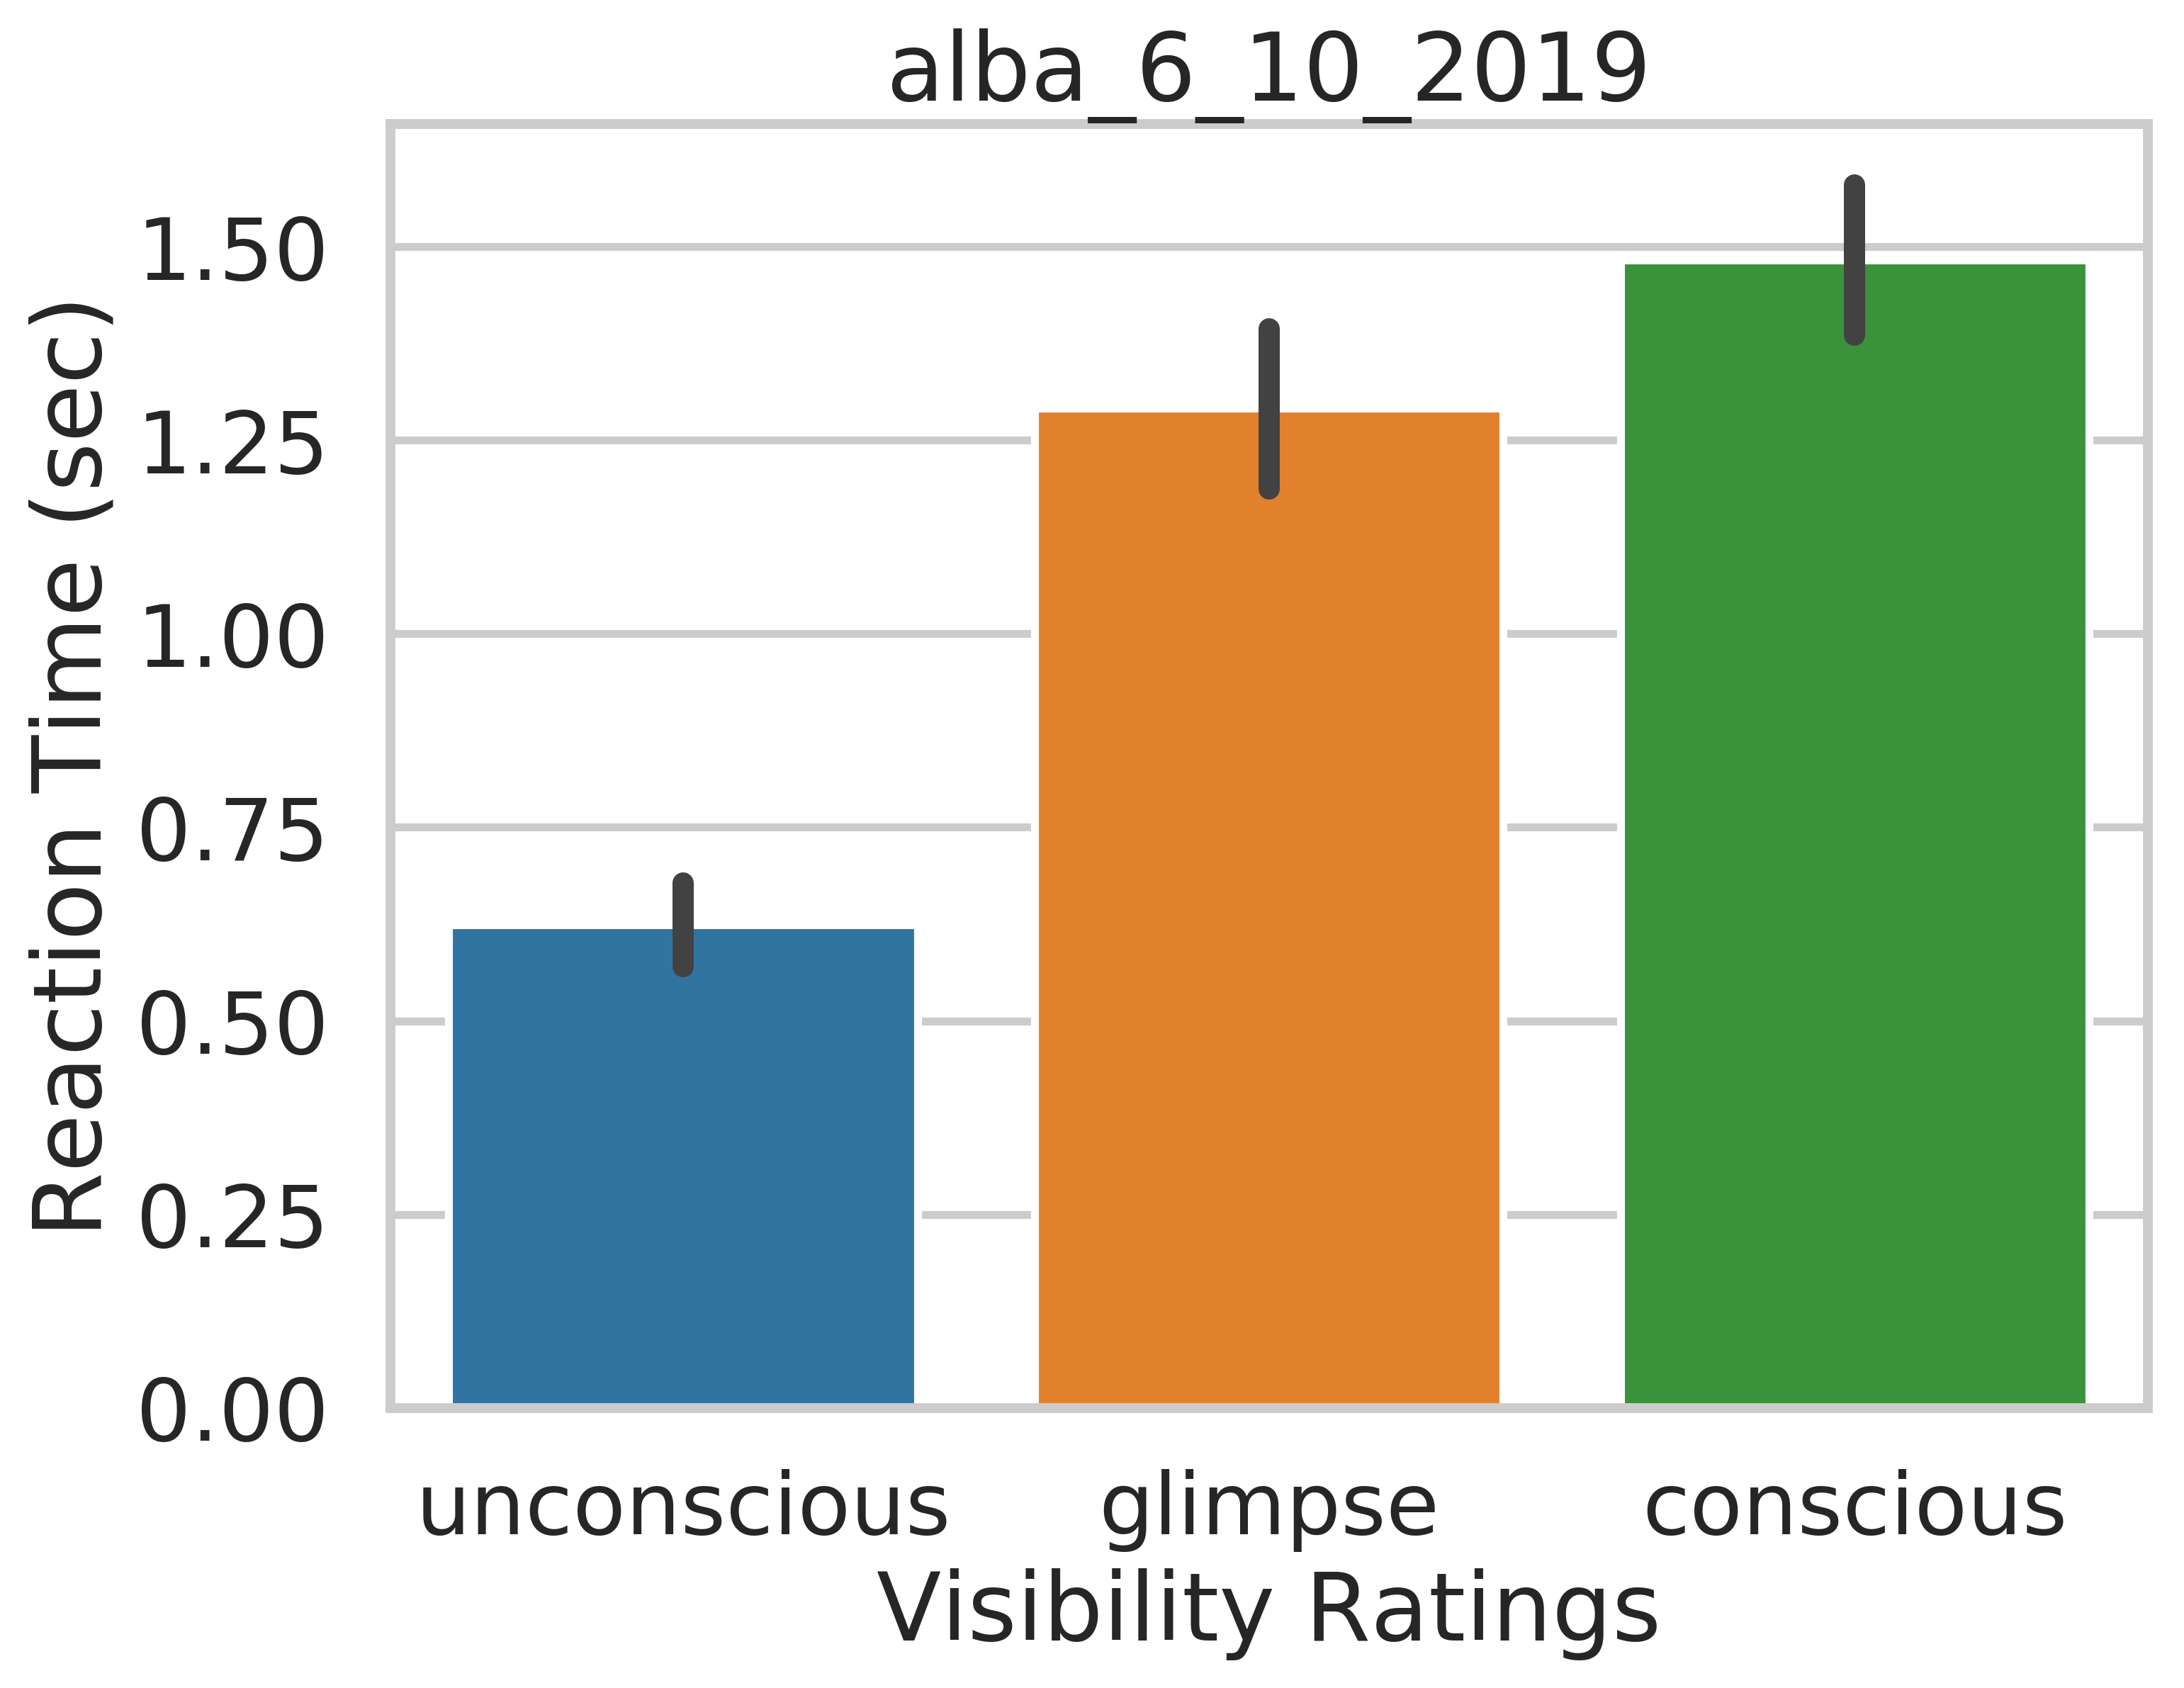 alba_6_10_2019
Reaction Time (sec)
1.50
1.25
1.00
0.75
0.50
0.25
0.00
unconscious glimpse conscious
Visibility Ratings